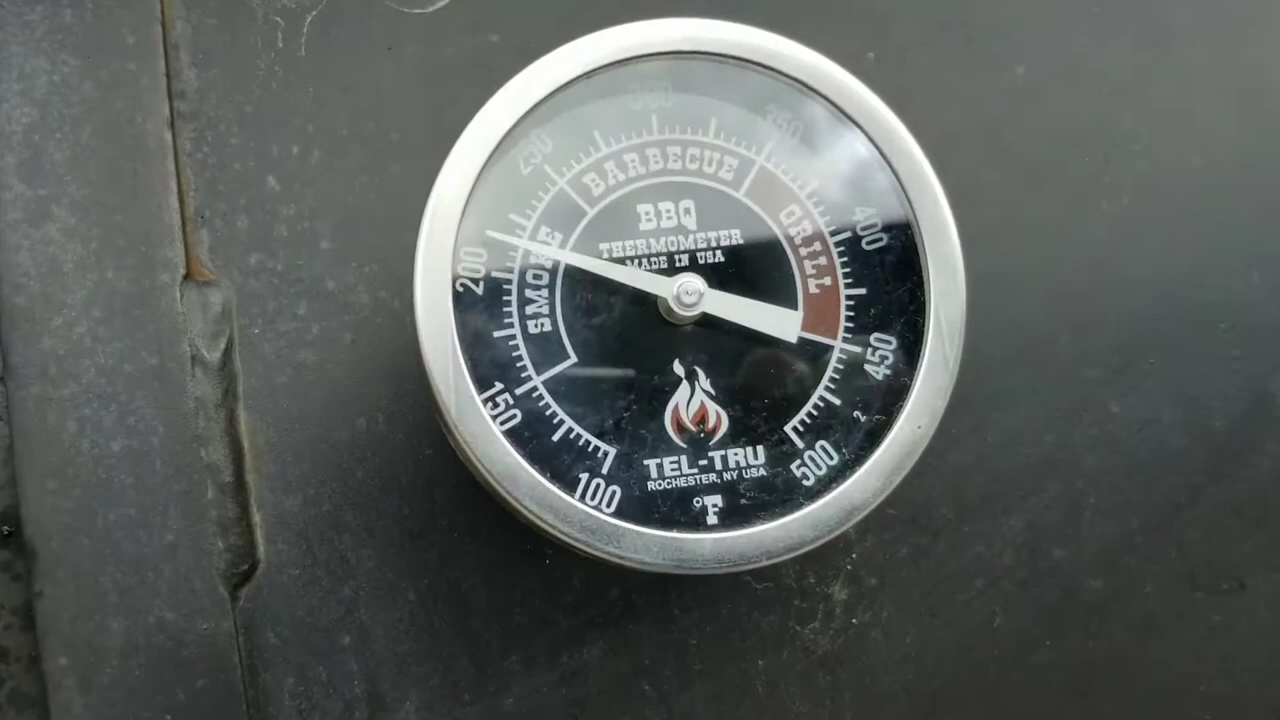 300
250
350
BARBECUE
200
SMOKE
BBQ
THERMOMETER
MADE IN USA
GRILL
400
150
450
2
TEL-TRU
ROCHESTER, NY USA
100
500
°F